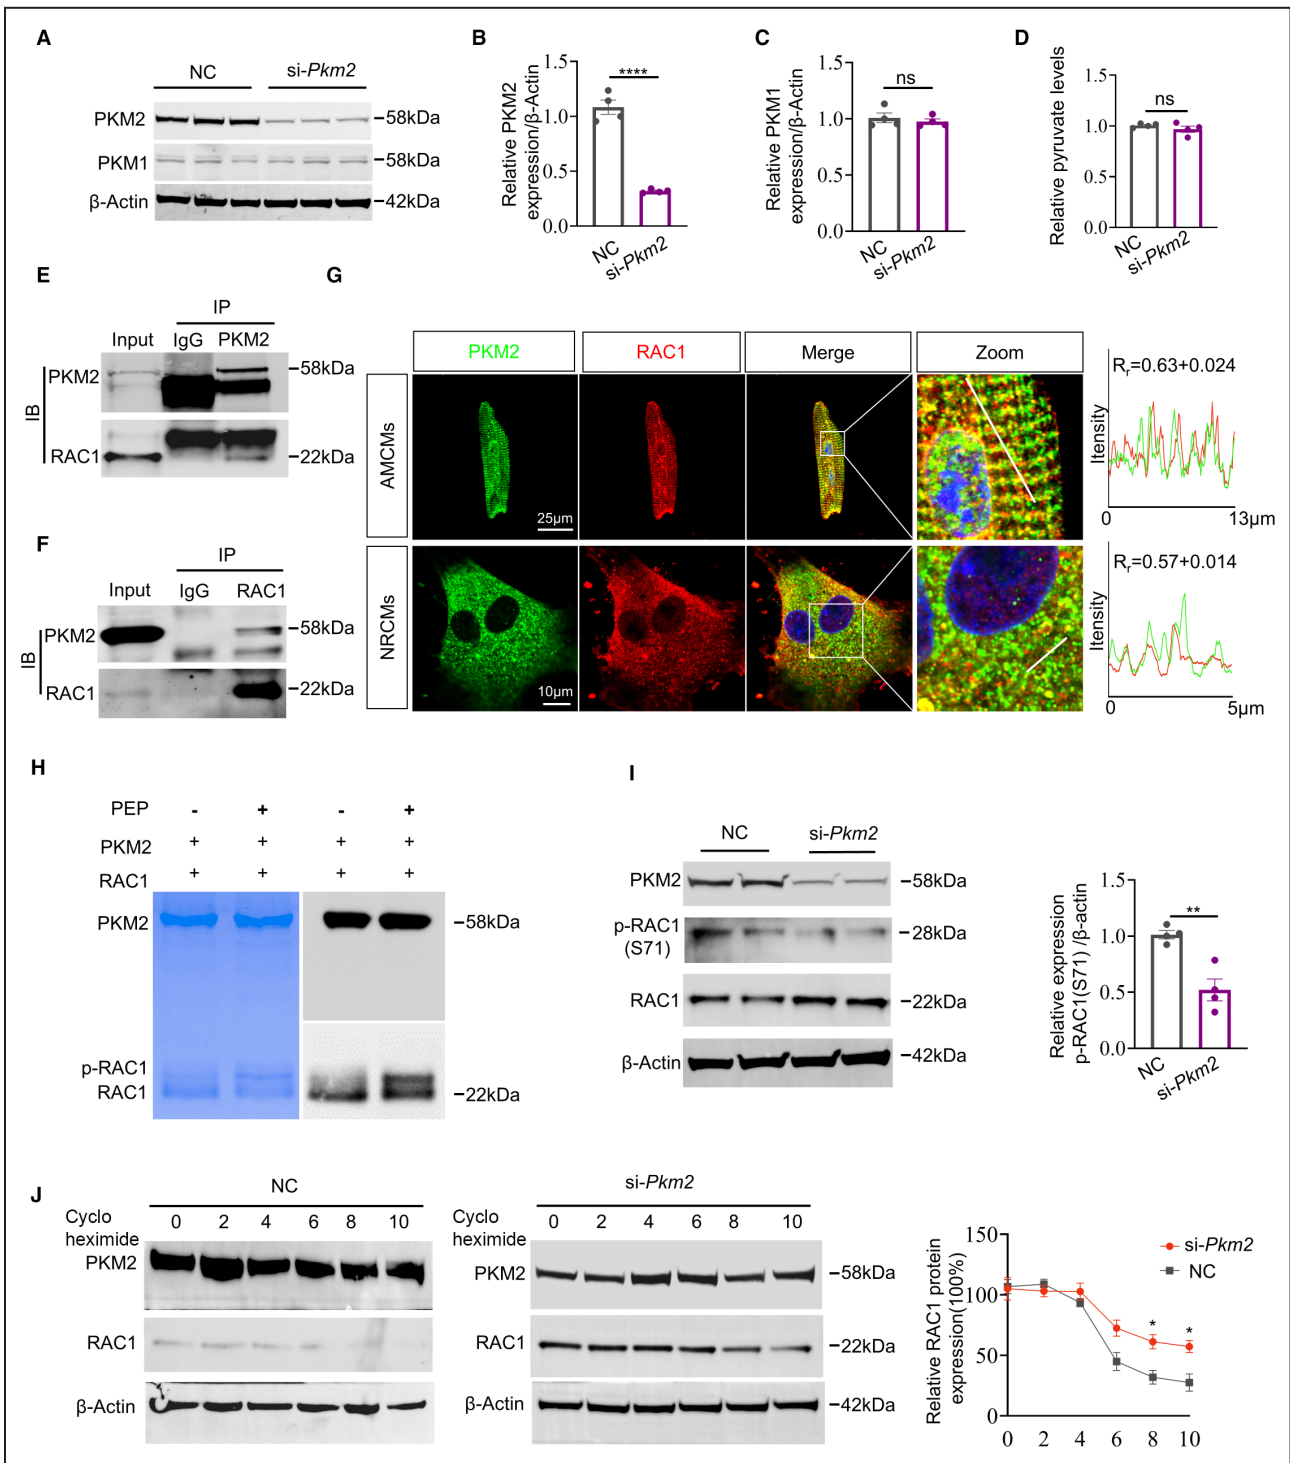 A
NC
si-Pkm2
PKM2
58kDa
PKM1
58kDa
β-Actin
42kDa
B
Relative PKM2
expression/β-Actin
1.5
1.0
0.5
0.0
****
NC
si-Pkm2
C
Relative PKM1
expression/β-Actin
1.5
1.0
0.5
0.0
ns
NC
si-Pkm2
D
Relative pyruvate levels
1.5
1.0
0.5
0.0
ns
NC
si-Pkm2
E
IP
Input IgG PKM2
IB
PKM2
58kDa
RAC1
22kDa
F
IP
Input IgG RAC1
IB
PKM2
58kDa
RAC1
22kDa
G
PKM2 RAC1 Merge Zoom
AMCMs
25μm
Rr=0.63+0.024
Itensity
0 13μm
NRCMs
10μm
Rr=0.57+0.014
Itensity
0 5μm
H
PEP - + - +
PKM2 + + + +
RAC1 + + + +
PKM2
58kDa
p-RAC1
RAC1
22kDa
I
NC
si-Pkm2
PKM2
58kDa
p-RAC1
(S71)
28kDa
RAC1
22kDa
β-Actin
42kDa
Relative expression
p-RAC1(S71) /β-actin
1.5
1.0
0.5
0.0
**
NC
si-Pkm2
J
NC
Cyclo
heximide
0 2 4 6 8 10
PKM2
RAC1
β-Actin
si-Pkm2
Cyclo
heximide
0 2 4 6 8 10
PKM2
58kDa
RAC1
22kDa
β-Actin
42kDa
Relative RAC1 protein
expression(100%)
150
100
50
0
si-Pkm2
NC
* *
0 2 4 6 8 10